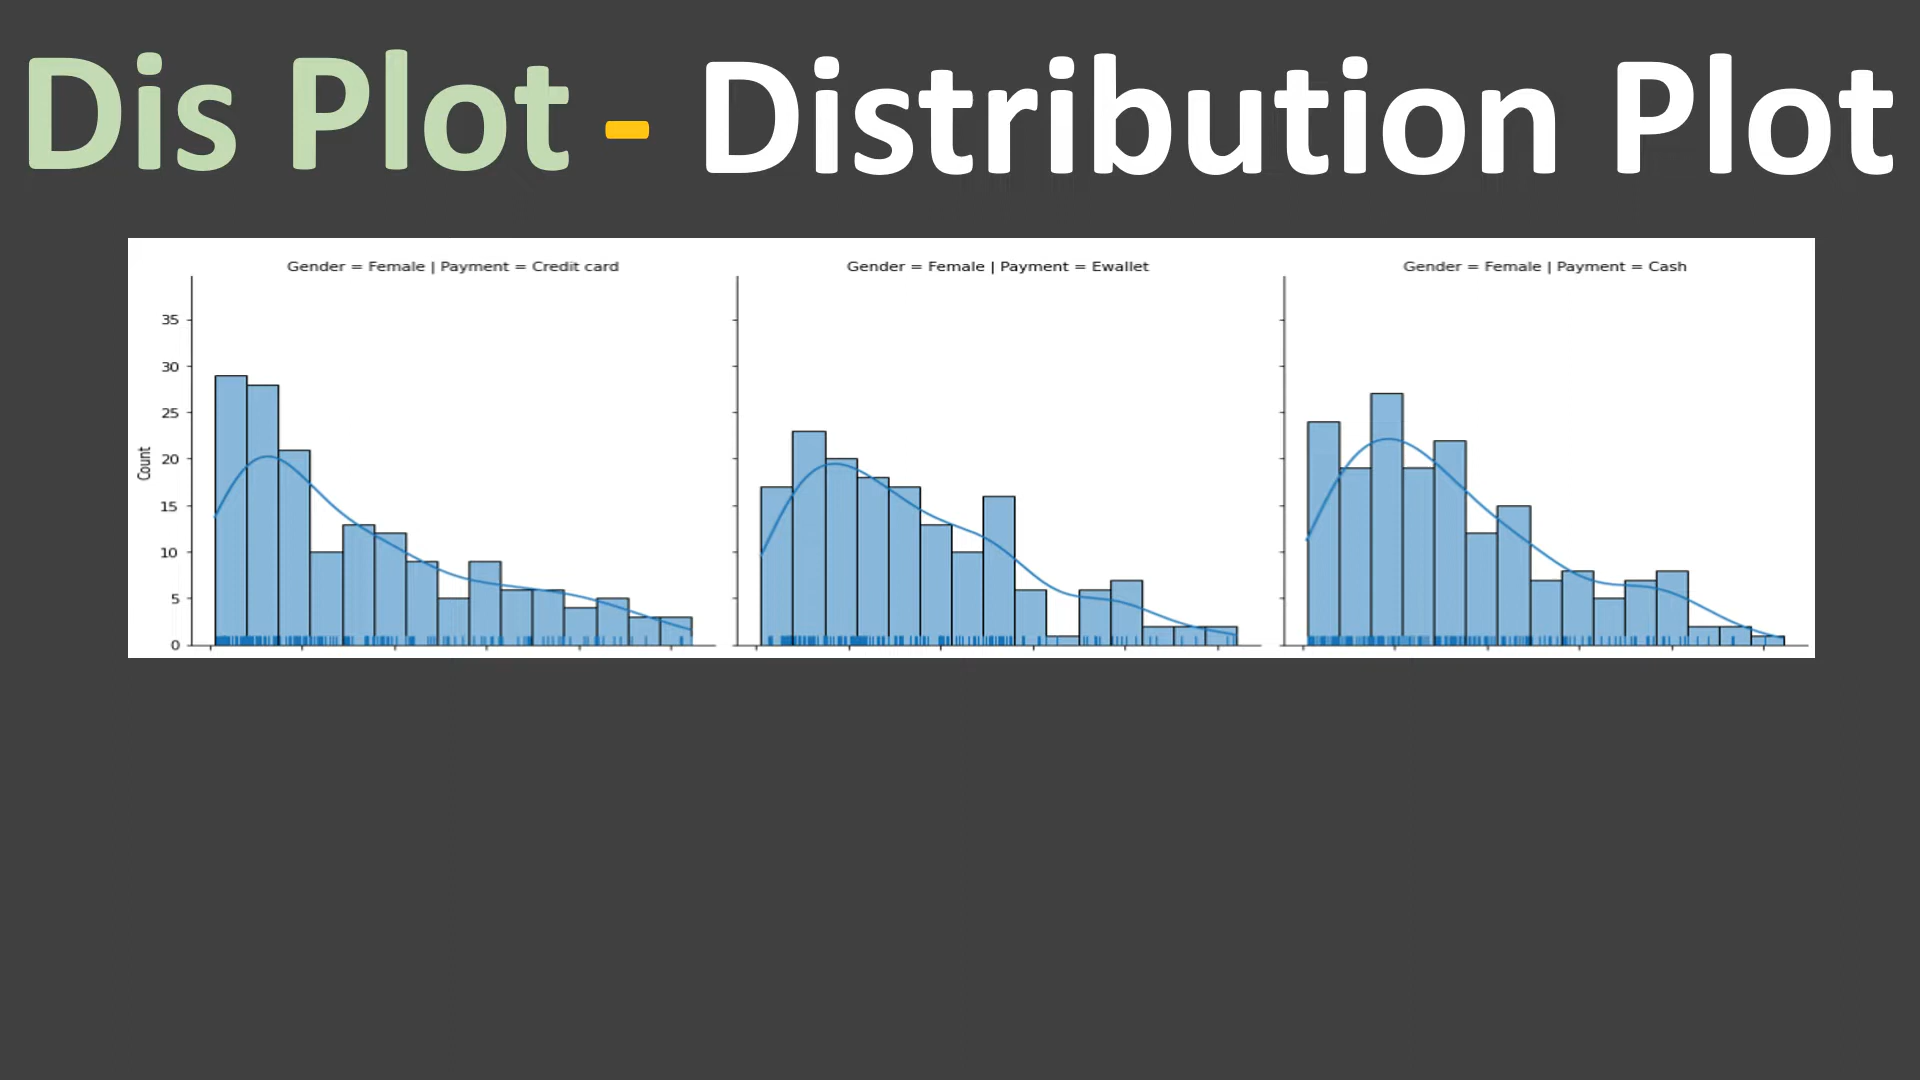 Dis Plot - Distribution Plot
Gender = Female | Payment = Credit card
Gender = Female | Payment = Ewallet
Gender = Female | Payment = Cash
35
30
25
20
15
10
5
0
Count